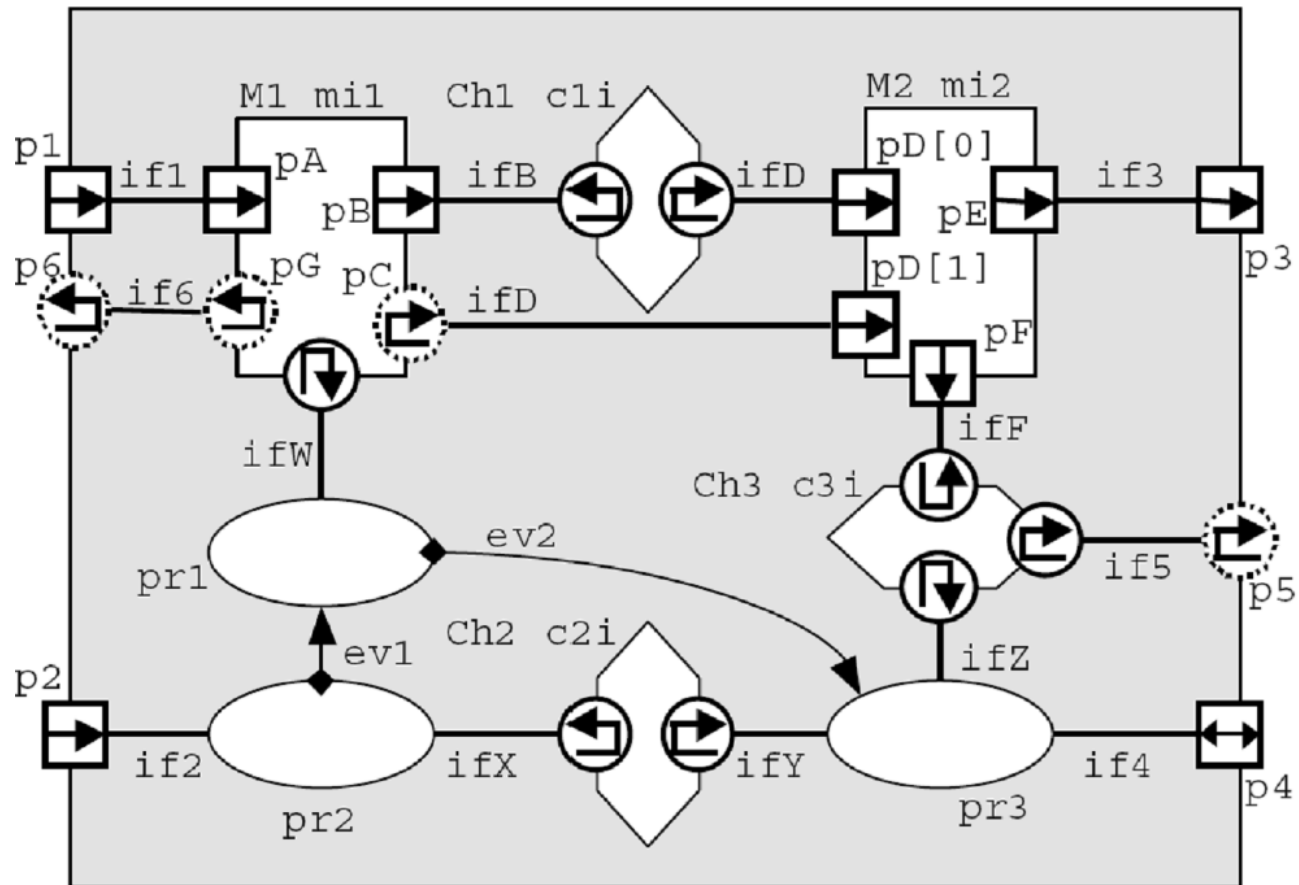 M1 mi1
Ch1 c1i
M2 mi2
p1
if1
pA
pB
ifB
ifD
pD[0]
pE
if3
p3
p6
if6
pG
pC
ifD
pD[1]
pF
ifW
ifF
Ch3 c3i
pr1
ev2
if5
p5
ev1
Ch2 c2i
ifZ
p2
if2
ifX
ifY
if4
p4
pr2
pr3